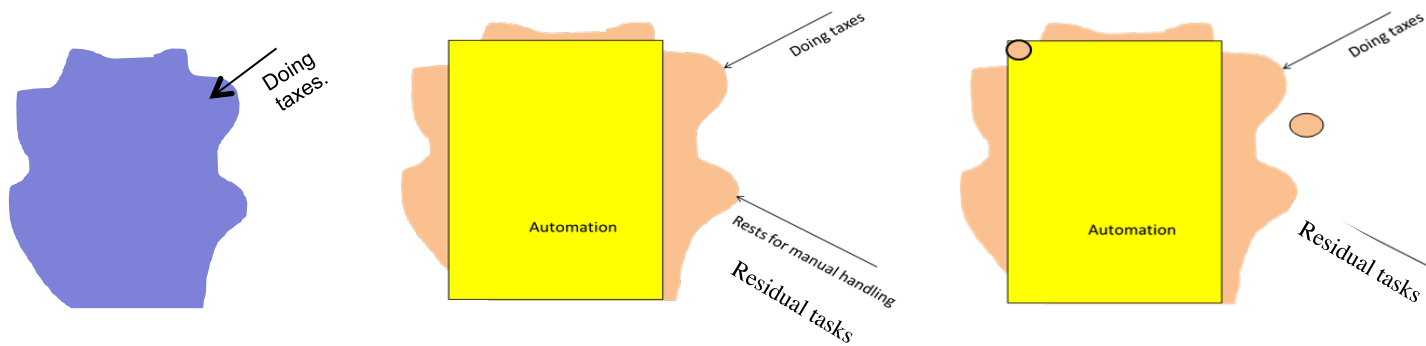 Doing
taxes.
Doing taxes
Automation
Rests for manual handling
Residual tasks
Doing taxes
Automation
Residual tasks